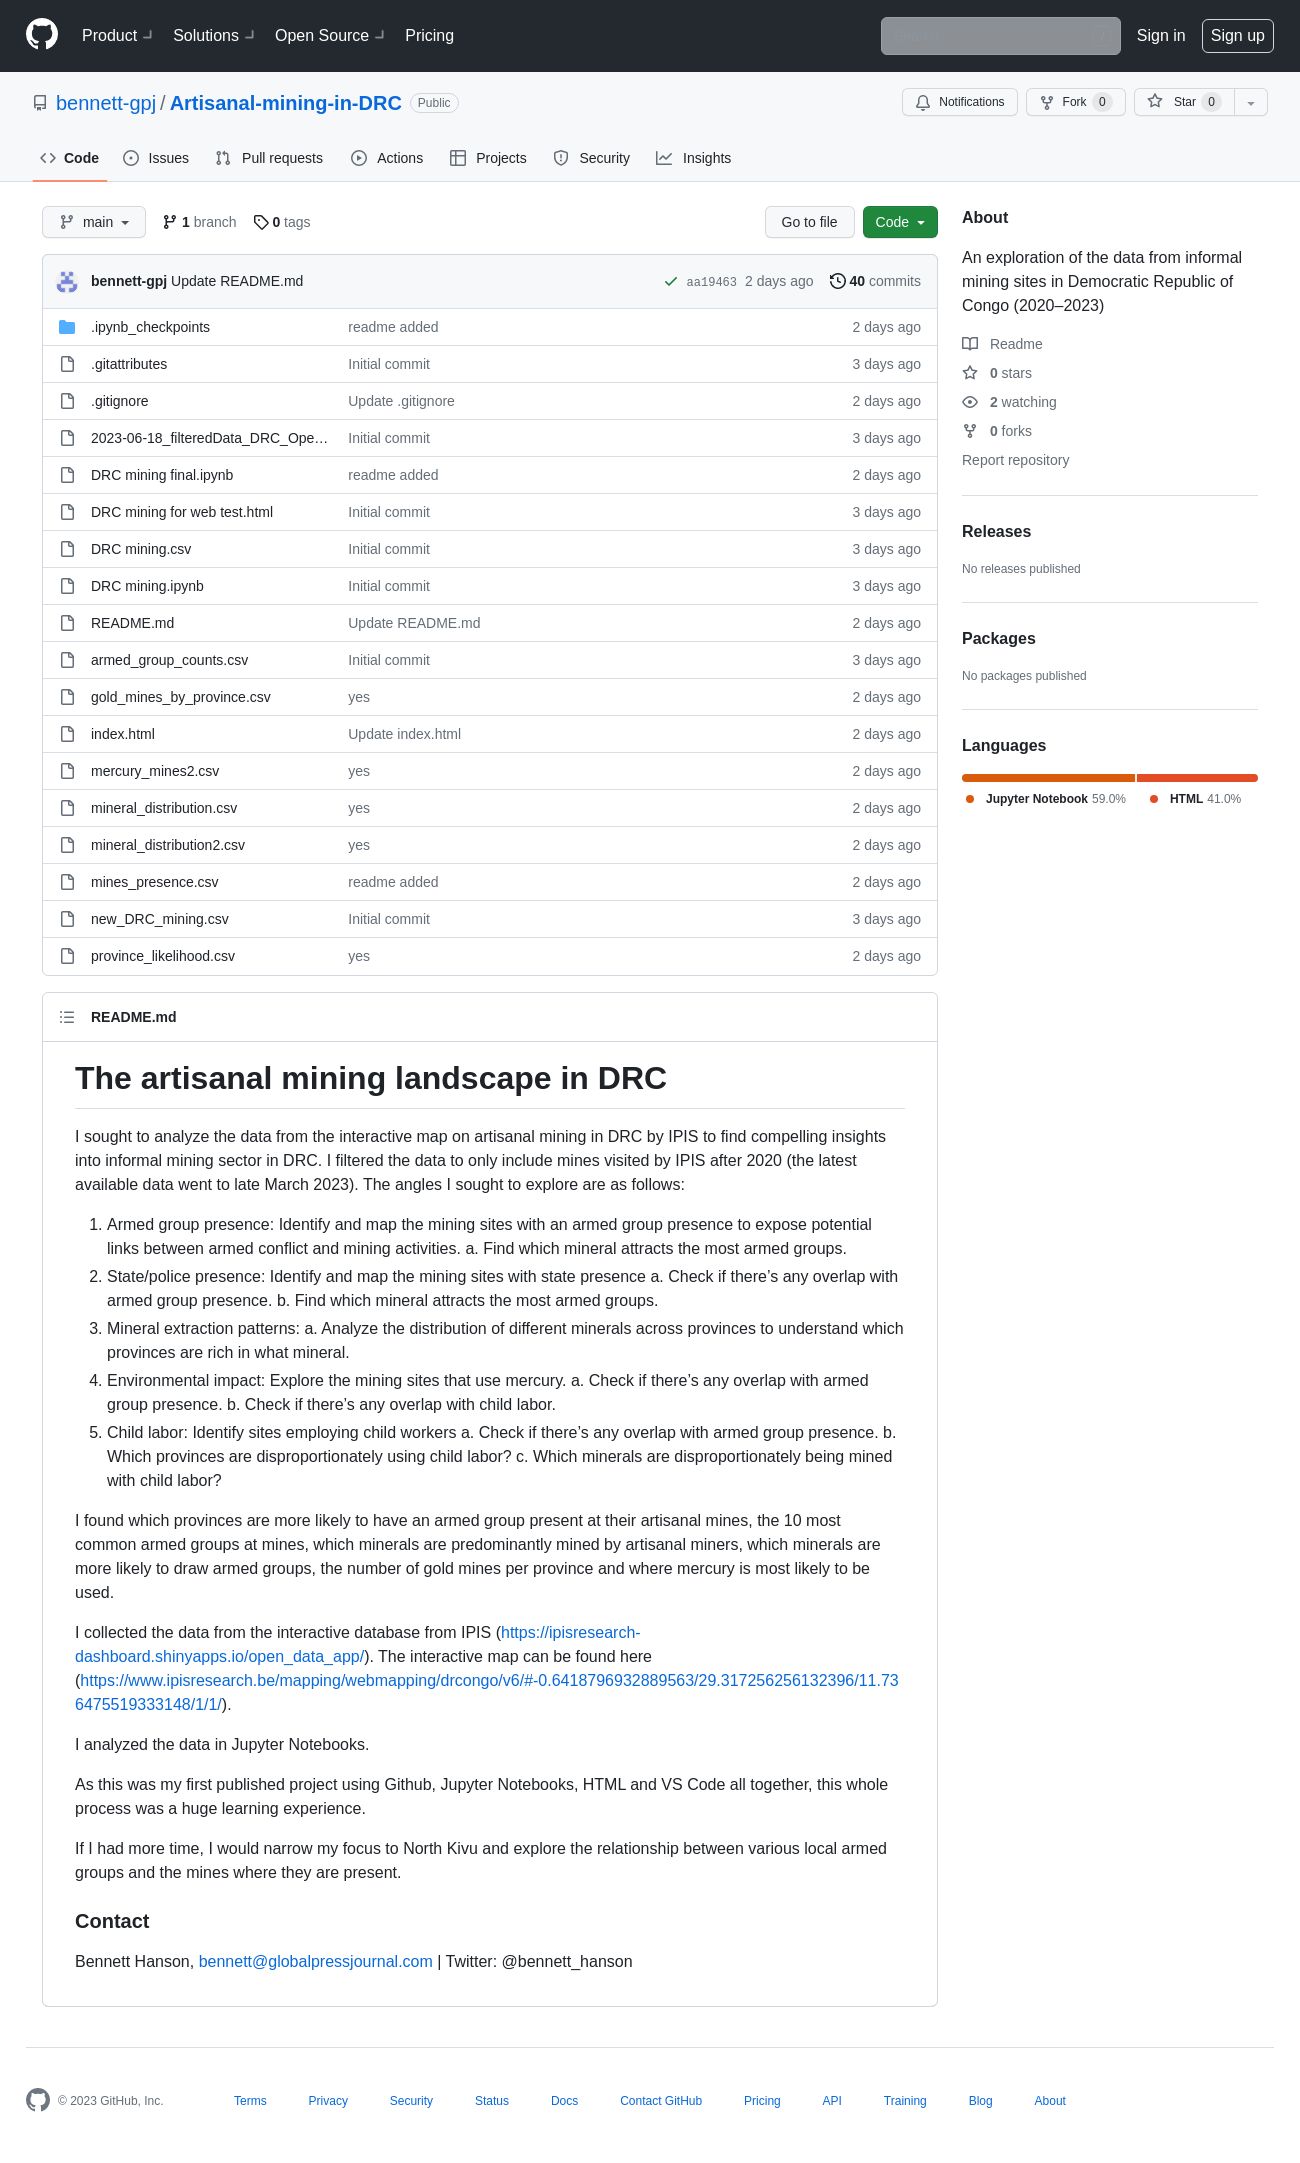 Product Solutions Open Source Pricing Sign in Sign up
bennett-gpj / Artisanal-mining-in-DRC Public Notifications Fork 0 Star 0
Code Issues Pull requests Actions Projects Security Insights
main 1 branch 0 tags Go to file Code
bennett-gpj Update README.md aa19463 2 days ago 40 commits
.ipynb_checkpoints readme added 2 days ago
.gitattributes Initial commit 3 days ago
.gitignore Update .gitignore 2 days ago
2023-06-18_filteredData_DRC_Ope… Initial commit 3 days ago
DRC mining final.ipynb readme added 2 days ago
DRC mining for web test.html Initial commit 3 days ago
DRC mining.csv Initial commit 3 days ago
DRC mining.ipynb Initial commit 3 days ago
README.md Update README.md 2 days ago
armed_group_counts.csv Initial commit 3 days ago
gold_mines_by_province.csv yes 2 days ago
index.html Update index.html 2 days ago
mercury_mines2.csv yes 2 days ago
mineral_distribution.csv yes 2 days ago
mineral_distribution2.csv yes 2 days ago
mines_presence.csv readme added 2 days ago
new_DRC_mining.csv Initial commit 3 days ago
province_likelihood.csv yes 2 days ago
About
An exploration of the data from informal
mining sites in Democratic Republic of
Congo (2020–2023)
Readme
0 stars
2 watching
0 forks
Report repository
Releases
No releases published
Packages
No packages published
Languages
Jupyter Notebook 59.0% HTML 41.0%
README.md
The artisanal mining landscape in DRC
I sought to analyze the data from the interactive map on artisanal mining in DRC by IPIS to find compelling insights
into informal mining sector in DRC. I filtered the data to only include mines visited by IPIS after 2020 (the latest
available data went to late March 2023). The angles I sought to explore are as follows:
1. Armed group presence: Identify and map the mining sites with an armed group presence to expose potential
links between armed conflict and mining activities. a. Find which mineral attracts the most armed groups.
2. State/police presence: Identify and map the mining sites with state presence a. Check if there’s any overlap with
armed group presence. b. Find which mineral attracts the most armed groups.
3. Mineral extraction patterns: a. Analyze the distribution of different minerals across provinces to understand which
provinces are rich in what mineral.
4. Environmental impact: Explore the mining sites that use mercury. a. Check if there’s any overlap with armed
group presence. b. Check if there’s any overlap with child labor.
5. Child labor: Identify sites employing child workers a. Check if there’s any overlap with armed group presence. b.
Which provinces are disproportionately using child labor? c. Which minerals are disproportionately being mined
with child labor?
I found which provinces are more likely to have an armed group present at their artisanal mines, the 10 most
common armed groups at mines, which minerals are predominantly mined by artisanal miners, which minerals are
more likely to draw armed groups, the number of gold mines per province and where mercury is most likely to be
used.
I collected the data from the interactive database from IPIS (https://ipisresearch-
dashboard.shinyapps.io/open_data_app/). The interactive map can be found here
(https://www.ipisresearch.be/mapping/webmapping/drcongo/v6/#-0.6418796932889563/29.317256256132396/11.73
6475519333148/1/1/).
I analyzed the data in Jupyter Notebooks.
As this was my first published project using Github, Jupyter Notebooks, HTML and VS Code all together, this whole
process was a huge learning experience.
If I had more time, I would narrow my focus to North Kivu and explore the relationship between various local armed
groups and the mines where they are present.
Contact
Bennett Hanson, bennett@globalpressjournal.com | Twitter: @bennett_hanson
© 2023 GitHub, Inc. Terms Privacy Security Status Docs Contact GitHub Pricing API Training Blog About